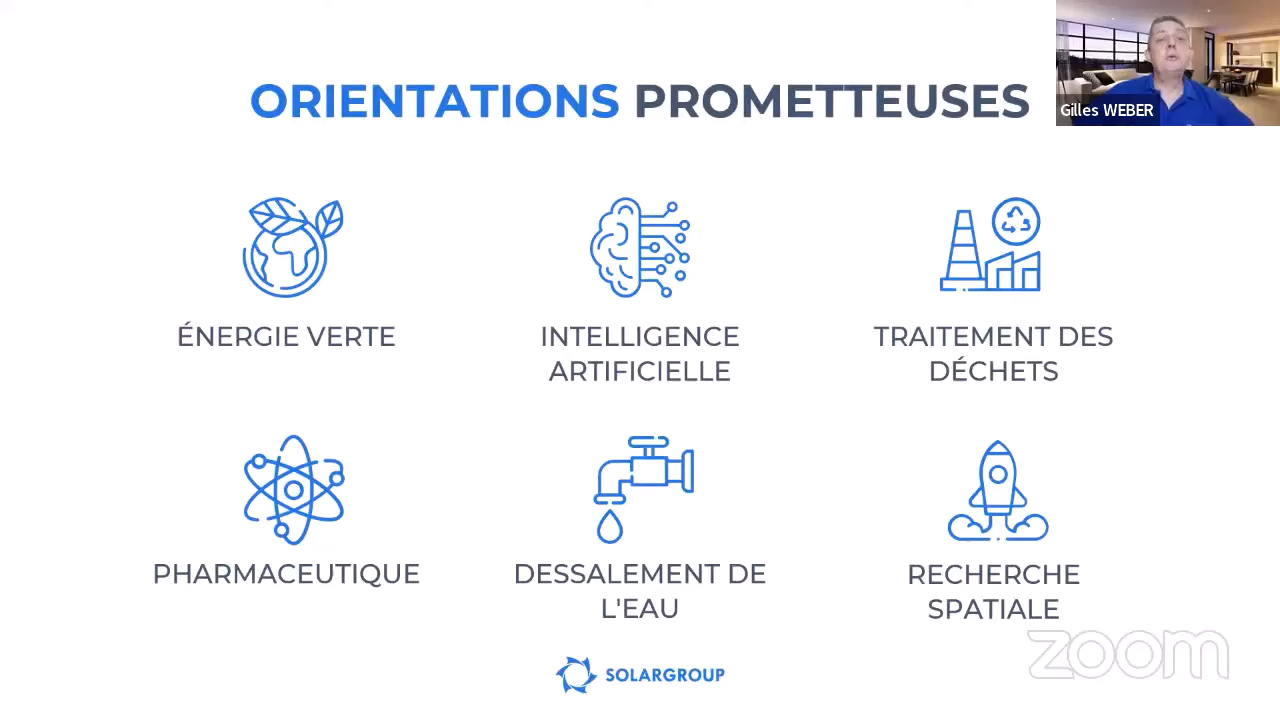 ORIENTATIONS PROMETTEUSES
Gilles WEBER
ÉNERGIE VERTE
INTELLIGENCE
ARTIFICIELLE
TRAITEMENT DES
DÉCHETS
PHARMACEUTIQUE
DESSALEMENT DE
L'EAU
RECHERCHE
SPATIALE
SOLARGROUP
zoom